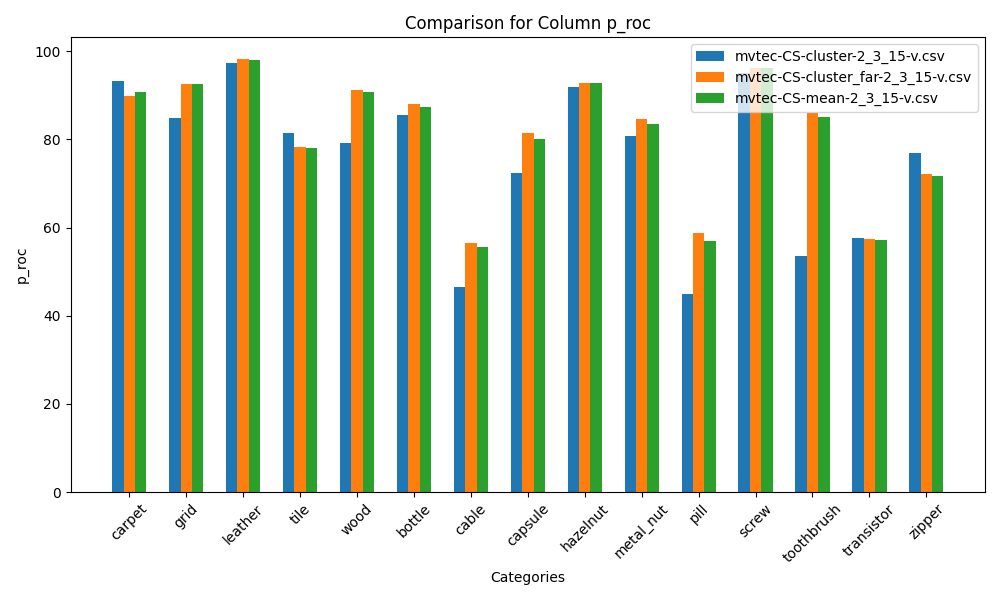 Comparison for Column p_roc
mvtec-CS-cluster-2_3_15-v.csv
mvtec-CS-cluster_far-2_3_15-v.csv
mvtec-CS-mean-2_3_15-v.csv
p_roc
100
80
60
40
20
0
carpet
grid
leather
tile
wood
bottle
cable
capsule
hazelnut
metal_nut
pill
screw
toothbrush
transistor
zipper
Categories